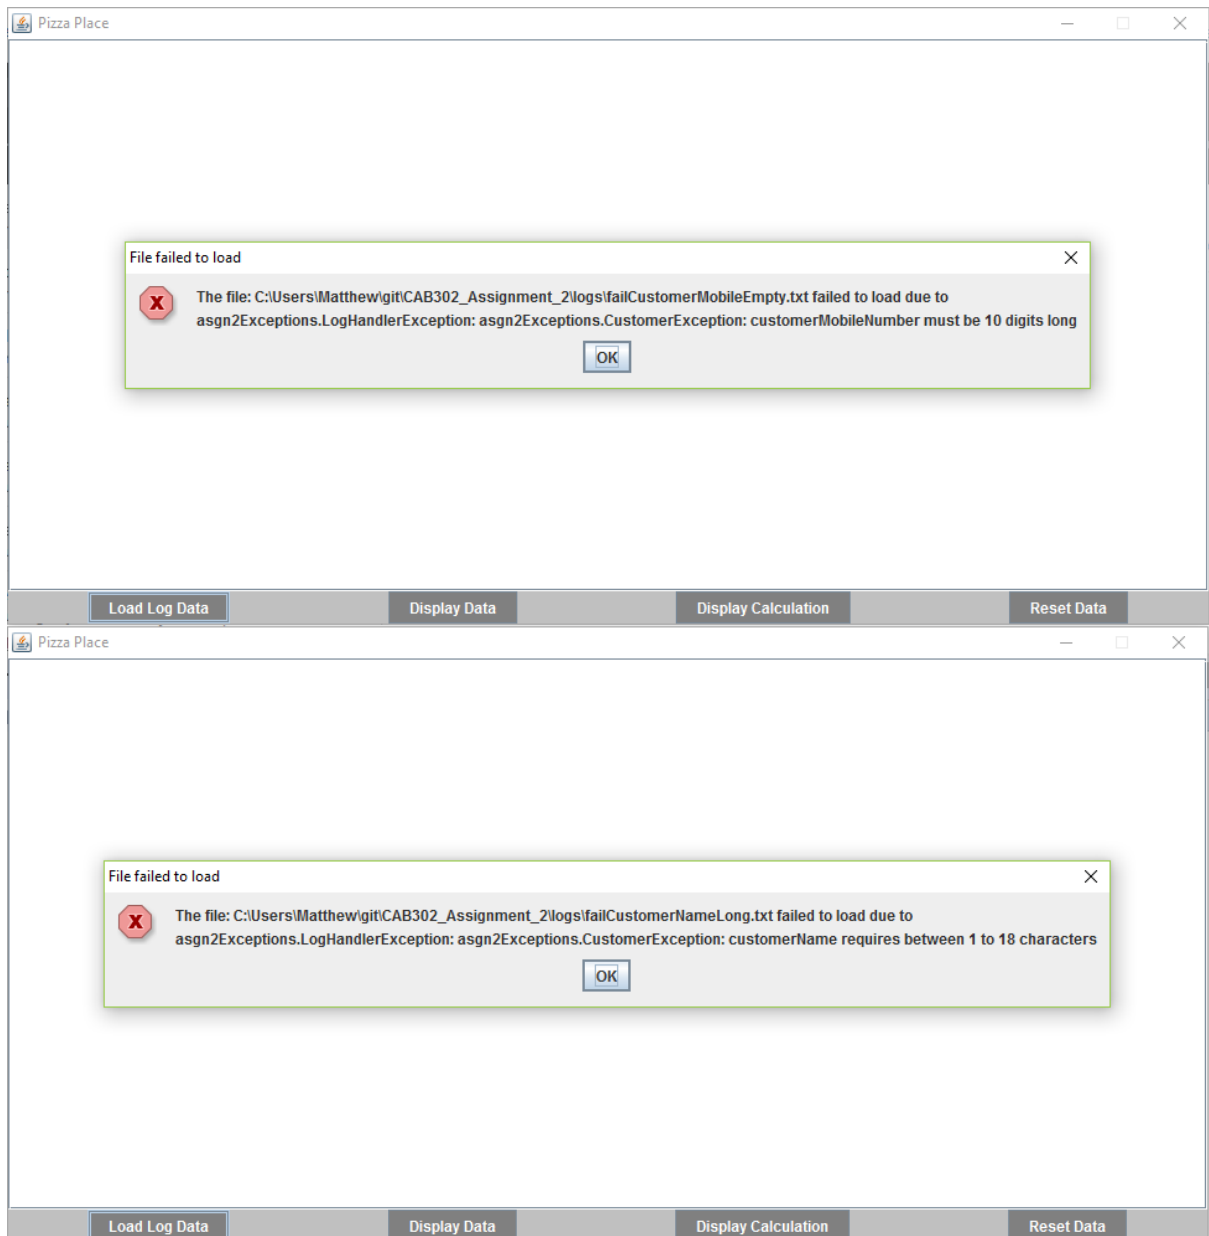 Pizza Place
File failed to load
The file: C:\Users\Matthew\git\CAB302_Assignment_2\logs\failCustomerMobileEmpty.txt failed to load due to
asgn2Exceptions.LogHandlerException: asgn2Exceptions.CustomerException: customerMobileNumber must be 10 digits long
OK
Load Log Data Display Data Display Calculation Reset Data
Pizza Place
File failed to load
The file: C:\Users\Matthew\git\CAB302_Assignment_2\logs\failCustomerNameLong.txt failed to load due to
asgn2Exceptions.LogHandlerException: asgn2Exceptions.CustomerException: customerName requires between 1 to 18 characters
OK
Load Log Data Display Data Display Calculation Reset Data